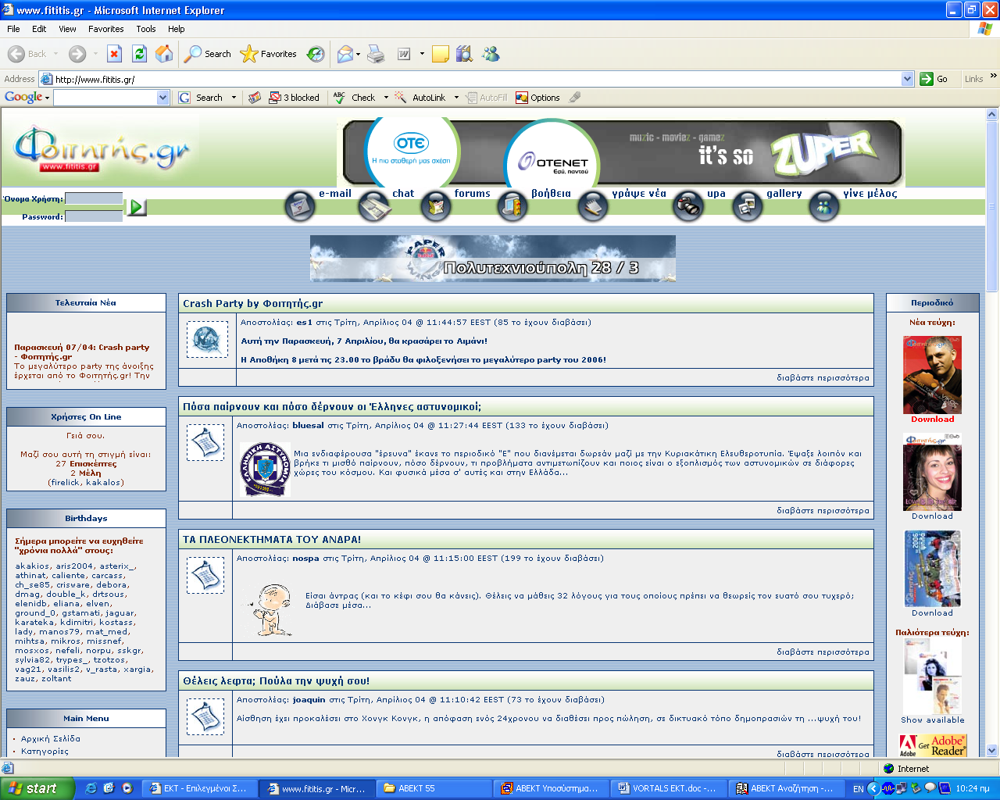 www.fititis.gr - Microsoft Internet Explorer
File Edit View Favorites Tools Help
Back Search Favorites
Address http://www.fititis.gr/ Go Links »
Google Search 3 blocked Check AutoLink AutoFill Options
Φοιτητής.gr
www.fititis.gr
OTE
Η πιο σταθερή μας σχέση
OTENET
Εσύ, παντού
muzic - moviez - gamez
it's so ZUPER
Όνομα Χρήστη:
Password:
e-mail chat forums βοήθεια γράψε νέα upa gallery γίνε μέλος
PAPER WINGS
Πολυτεχνιούπολη 28 / 3
Τελευταία Νέα
Παρασκευή 07/04: Crash party
- Φοιτητής.gr
Το μεγαλύτερο party της άνοιξης
έρχεται από το Φοιτητής.gr! Την
Χρήστες On Line
Γειά σου.
Μαζί σου αυτή τη στιγμή είναι:
27 Επισκέπτες
2 Μέλη
(firelick, kakalos)
Birthdays
Σήμερα μπορείτε να ευχηθείτε
"χρόνια πολλά" στους:
akakios, aris2004, asterix_,
athinat, caliente, carcass,
ch_se85, crisware, debora,
dmag, double_k, drtsous,
elenidb, eliana, elven,
ground_0, gstamati, jaguar,
karateka, kdimitri, kostass,
lady, manos79, mat_med,
mihtsa, mikros, missnef,
mosxos, nefeli, norpu, sskgr,
sylvia82, trypes_, tzotzos,
vag21, vasilis2, v_rasta, xargia,
zauz, zoltant
Main Menu
· Αρχική Σελίδα
· Κατηγορίες
Crash Party by Φοιτητής.gr
Αποστολέας: es1 στις Τρίτη, Απρίλιος 04 @ 11:44:57 EEST (85 το έχουν διαβάσει)
Αυτή την Παρασκευή, 7 Απριλίου, θα κρασάρει το Λιμάνι!
Η Αποθήκη 8 μετά τις 23.00 το βράδυ θα φιλοξενήσει το μεγαλύτερο party του 2006!
διαβάστε περισσότερα
Πόσα παίρνουν και πόσο δέρνουν οι Έλληνες αστυνομικοί;
Αποστολέας: bluesal στις Τρίτη, Απρίλιος 04 @ 11:27:44 EEST (133 το έχουν διαβάσει)
ΕΛΛΗΝΙΚΗ ΑΣΤΥΝΟΜΙΑ
Μια ενδιαφέρουσα "έρευνα" έκανε το περιοδικό "Ε" που διανέμεται δωρεάν μαζί με την Κυριακάτικη Ελευθεροτυπία. Έψαξε λοιπόν και
βρήκε τι μισθό παίρνουν, πόσο δέρνουν, τι προβλήματα αντιμετωπίζουν και ποιος είναι ο εξοπλισμός των αστυνομικών σε διάφορες
χώρες του κόσμου. Και φυσικά μέσα σ' αυτές και στην Ελλάδα...
διαβάστε περισσότερα
ΤΑ ΠΛΕΟΝΕΚΤΗΜΑΤΑ ΤΟΥ ΑΝΔΡΑ!
Αποστολέας: nospa στις Τρίτη, Απρίλιος 04 @ 11:15:00 EEST (199 το έχουν διαβάσει)
Είσαι άντρας (και το κέφι σου θα κάνεις). Θέλεις να μάθεις 32 λόγους για τους οποίους πρέπει να θεωρείς τον ευατό σου τυχερό;
Διάβασε μέσα...
διαβάστε περισσότερα
Θέλεις λεφτα; Πούλα την ψυχή σου!
Αποστολέας: joaquin στις Τρίτη, Απρίλιος 04 @ 11:10:42 EEST (73 το έχουν διαβάσει)
Αίσθηση έχει προκαλέσει στο Χονγκ Κονγκ, η απόφαση ενός 24χρονου να διαθέσει προς πώληση, σε δικτυακό τόπο δημοπρασιών τη ...ψυχή του!
διαβάστε περισσότερα
Περιοδικό
Νέα τεύχη:
Download
Download
Download
Παλιότερα τεύχη:
Show available
Get Adobe Reader
Adobe
Internet
start
ΕΚΤ - Επιλεγμένοι Σ...
www.fititis.gr - Micr...
ΑΒΕΚΤ 55
ΑΒΕΚΤ Υποσύστημα...
VORTALS EKT.doc -...
ΑΒΕΚΤ Αναζήτηση -...
EN
10:24 πμ